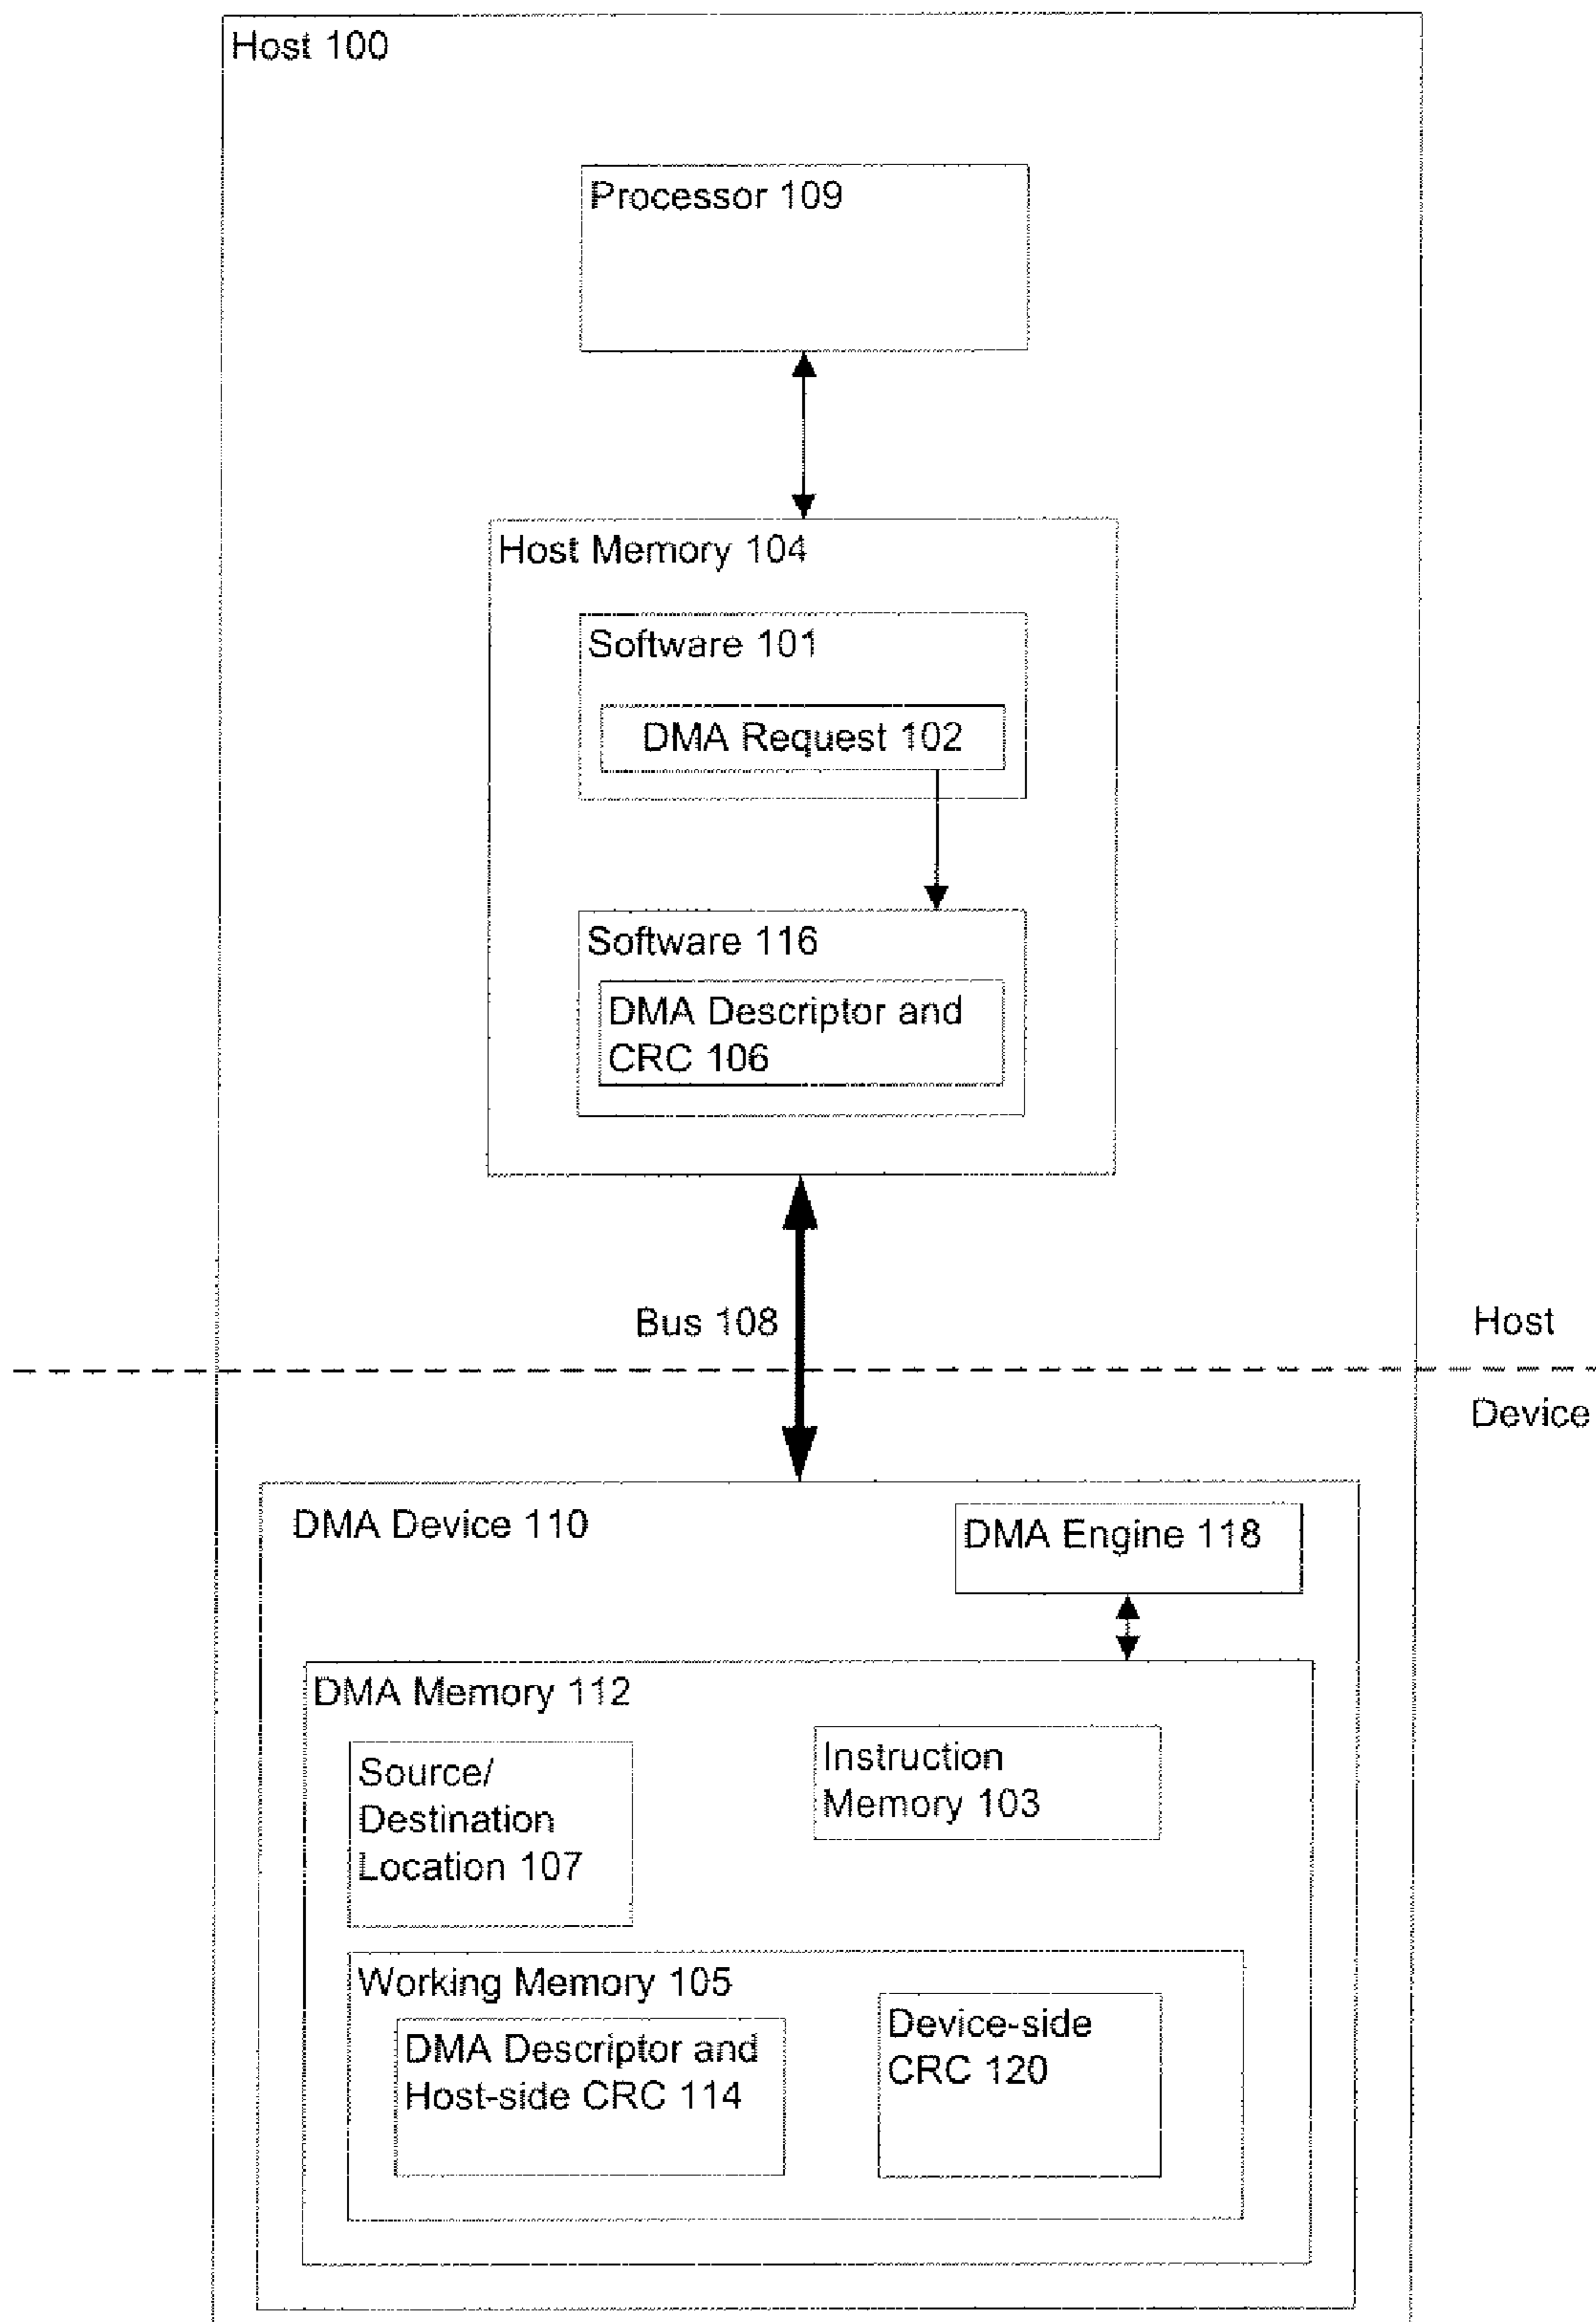 Host 100
Processor 109
Host Memory 104
Software 101
DMA Request 102
Software 116
DMA Descriptor and
CRC 106
Bus 108
Host
Device
DMA Device 110
DMA Engine 118
DMA Memory 112
Source/
Destination
Location 107
Instruction
Memory 103
Working Memory 105
DMA Descriptor and
Host-side CRC 114
Device-side
CRC 120